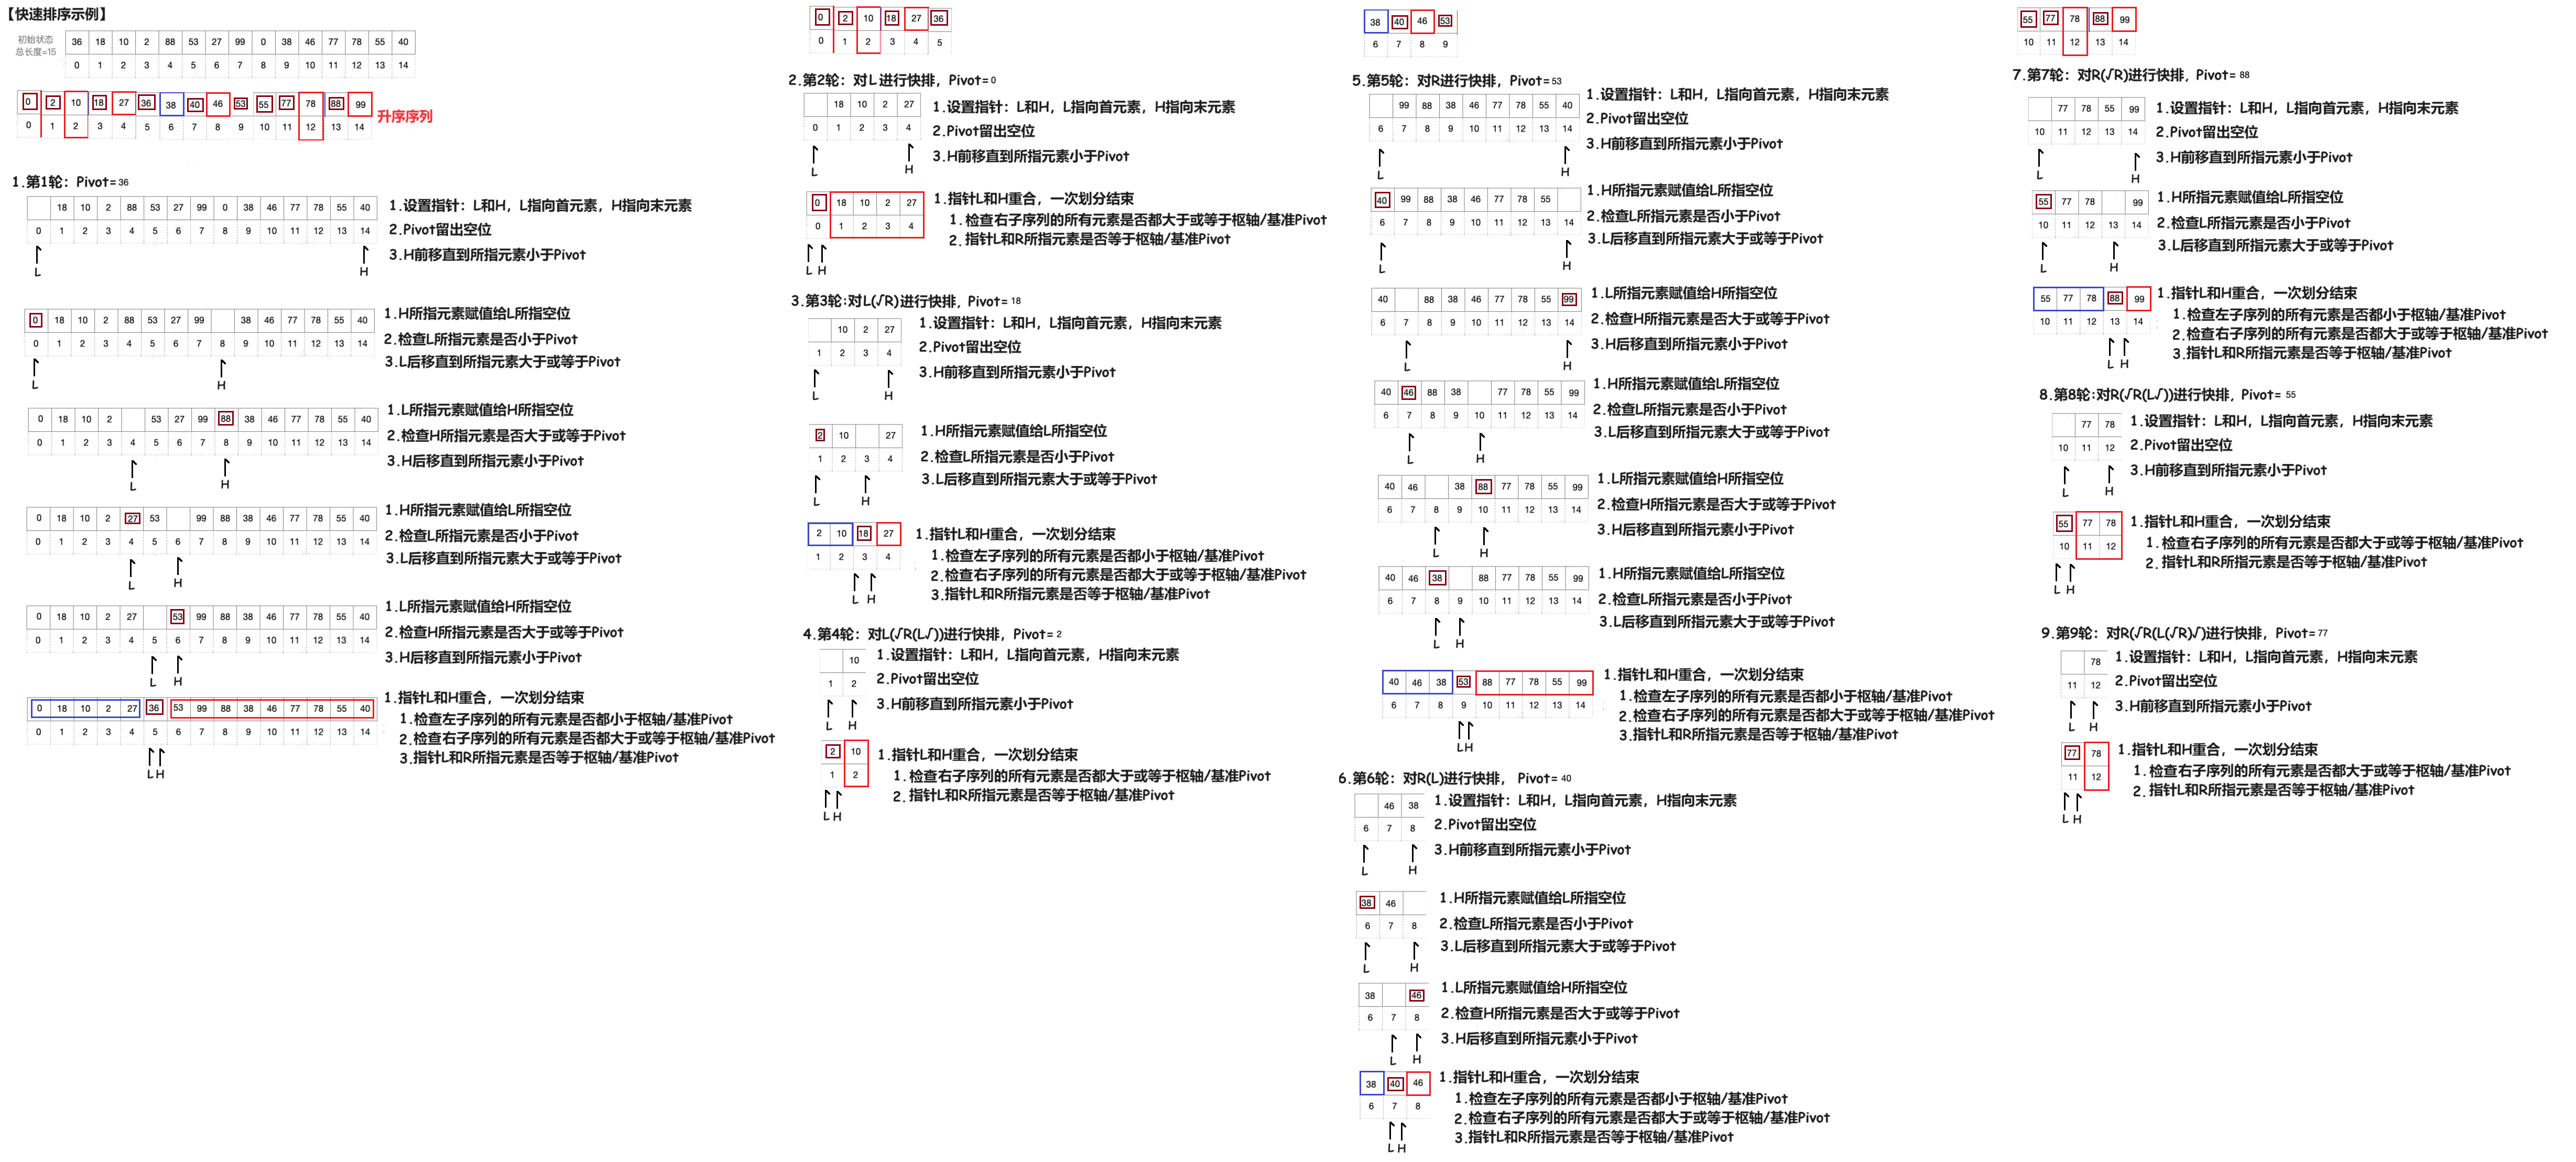 【快速排序示例】
初始状态
总长度=15
36 18 10 2 88 53 27 99 0 38 46 77 78 55 40
0 1 2 3 4 5 6 7 8 9 10 11 12 13 14
0 2 10 18 27 36 38 40 46 53 55 77 78 88 99
升序序列
0 1 2 3 4 5 6 7 8 9 10 11 12 13 14
1.第1轮：Pivot=36
18 10 2 88 53 27 99 0 38 46 77 78 55 40
0 1 2 3 4 5 6 7 8 9 10 11 12 13 14
L H
1.设置指针：L和H，L指向首元素，H指向末元素
2.Pivot留出空位
3.H前移直到所指元素小于Pivot
0 18 10 2 88 53 27 99 38 46 77 78 55 40
0 1 2 3 4 5 6 7 8 9 10 11 12 13 14
L H
1.H所指元素赋值给L所指空位
2.检查L所指元素是否小于Pivot
3.L后移直到所指元素大于或等于Pivot
0 18 10 2 53 27 99 88 38 46 77 78 55 40
0 1 2 3 4 5 6 7 8 9 10 11 12 13 14
L H
1.L所指元素赋值给H所指空位
2.检查H所指元素是否大于或等于Pivot
3.H后移直到所指元素小于Pivot
0 18 10 2 27 53 99 88 38 46 77 78 55 40
0 1 2 3 4 5 6 7 8 9 10 11 12 13 14
L H
1.H所指元素赋值给L所指空位
2.检查L所指元素是否小于Pivot
3.L后移直到所指元素大于或等于Pivot
0 18 10 2 27 53 99 88 38 46 77 78 55 40
0 1 2 3 4 5 6 7 8 9 10 11 12 13 14
L H
1.L所指元素赋值给H所指空位
2.检查H所指元素是否大于或等于Pivot
3.H后移直到所指元素小于Pivot
0 18 10 2 27 36 53 99 88 38 46 77 78 55 40
0 1 2 3 4 5 6 7 8 9 10 11 12 13 14
L H
1.指针L和H重合，一次划分结束
1.检查左子序列的所有元素是否都小于枢轴/基准Pivot
2.检查右子序列的所有元素是否都大于或等于枢轴/基准Pivot
3.指针L和R所指元素是否等于枢轴/基准Pivot
0 2 10 18 27 36
0 1 2 3 4 5
2.第2轮：对L进行快排，Pivot=0
18 10 2 27
0 1 2 3 4
L H
1.设置指针：L和H，L指向首元素，H指向末元素
2.Pivot留出空位
3.H前移直到所指元素小于Pivot
0 18 10 2 27
0 1 2 3 4
L H
1.指针L和H重合，一次划分结束
1.检查右子序列的所有元素是否都大于或等于枢轴/基准Pivot
2.指针L和R所指元素是否等于枢轴/基准Pivot
3.第3轮:对L(√R)进行快排，Pivot=18
10 2 27
1 2 3 4
L H
1.设置指针：L和H，L指向首元素，H指向末元素
2.Pivot留出空位
3.H前移直到所指元素小于Pivot
2 10 27
1 2 3 4
L H
1.H所指元素赋值给L所指空位
2.检查L所指元素是否小于Pivot
3.L后移直到所指元素大于或等于Pivot
2 10 18 27
1 2 3 4
L H
1.指针L和H重合，一次划分结束
1.检查左子序列的所有元素是否都小于枢轴/基准Pivot
2.检查右子序列的所有元素是否都大于或等于枢轴/基准Pivot
3.指针L和R所指元素是否等于枢轴/基准Pivot
4.第4轮：对L(√R(L√))进行快排，Pivot=2
10
1 2
L H
1.设置指针：L和H，L指向首元素，H指向末元素
2.Pivot留出空位
3.H前移直到所指元素小于Pivot
2 10
1 2
L H
1.指针L和H重合，一次划分结束
1.检查右子序列的所有元素是否都大于或等于枢轴/基准Pivot
2.指针L和R所指元素是否等于枢轴/基准Pivot
38 40 46 53
6 7 8 9
5.第5轮：对R进行快排，Pivot=53
99 88 38 46 77 78 55 40
6 7 8 9 10 11 12 13 14
L H
1.设置指针：L和H，L指向首元素，H指向末元素
2.Pivot留出空位
3.H前移直到所指元素小于Pivot
40 99 88 38 46 77 78 55
6 7 8 9 10 11 12 13 14
L H
1.H所指元素赋值给L所指空位
2.检查L所指元素是否小于Pivot
3.L后移直到所指元素大于或等于Pivot
40 88 38 46 77 78 55 99
6 7 8 9 10 11 12 13 14
L H
1.L所指元素赋值给H所指空位
2.检查H所指元素是否大于或等于Pivot
3.H后移直到所指元素小于Pivot
40 46 88 38 77 78 55 99
6 7 8 9 10 11 12 13 14
L H
1.H所指元素赋值给L所指空位
2.检查L所指元素是否小于Pivot
3.L后移直到所指元素大于或等于Pivot
40 46 38 88 77 78 55 99
6 7 8 9 10 11 12 13 14
L H
1.L所指元素赋值给H所指空位
2.检查H所指元素是否大于或等于Pivot
3.H后移直到所指元素小于Pivot
40 46 38 88 77 78 55 99
6 7 8 9 10 11 12 13 14
L H
1.H所指元素赋值给L所指空位
2.检查L所指元素是否小于Pivot
3.L后移直到所指元素大于或等于Pivot
40 46 38 53 88 77 78 55 99
6 7 8 9 10 11 12 13 14
L H
1.指针L和H重合，一次划分结束
1.检查左子序列的所有元素是否都小于枢轴/基准Pivot
2.检查右子序列的所有元素是否都大于或等于枢轴/基准Pivot
3.指针L和R所指元素是否等于枢轴/基准Pivot
6.第6轮：对R(L)进行快排， Pivot=40
46 38
6 7 8
L H
1.设置指针：L和H，L指向首元素，H指向末元素
2.Pivot留出空位
3.H前移直到所指元素小于Pivot
38 46
6 7 8
L H
1.H所指元素赋值给L所指空位
2.检查L所指元素是否小于Pivot
3.L后移直到所指元素大于或等于Pivot
38 46
6 7 8
L H
1.L所指元素赋值给H所指空位
2.检查H所指元素是否大于或等于Pivot
3.H后移直到所指元素小于Pivot
38 40 46
6 7 8
L H
1.指针L和H重合，一次划分结束
1.检查左子序列的所有元素是否都小于枢轴/基准Pivot
2.检查右子序列的所有元素是否都大于或等于枢轴/基准Pivot
3.指针L和R所指元素是否等于枢轴/基准Pivot
55 77 78 88 99
10 11 12 13 14
7.第7轮：对R(√R)进行快排，Pivot=88
77 78 55 99
10 11 12 13 14
L H
1.设置指针：L和H，L指向首元素，H指向末元素
2.Pivot留出空位
3.H前移直到所指元素小于Pivot
55 77 78 99
10 11 12 13 14
L H
1.H所指元素赋值给L所指空位
2.检查L所指元素是否小于Pivot
3.L后移直到所指元素大于或等于Pivot
55 77 78 88 99
10 11 12 13 14
L H
1.指针L和H重合，一次划分结束
1.检查左子序列的所有元素是否都小于枢轴/基准Pivot
2.检查右子序列的所有元素是否都大于或等于枢轴/基准Pivot
3.指针L和R所指元素是否等于枢轴/基准Pivot
8.第8轮:对R(√R(L√))进行快排，Pivot=55
77 78
10 11 12
L H
1.设置指针：L和H，L指向首元素，H指向末元素
2.Pivot留出空位
3.H前移直到所指元素小于Pivot
55 77 78
10 11 12
L H
1.指针L和H重合，一次划分结束
1.检查右子序列的所有元素是否都大于或等于枢轴/基准Pivot
2.指针L和R所指元素是否等于枢轴/基准Pivot
9.第9轮：对R(√R(L(√R)√)进行快排，Pivot=77
78
11 12
L H
1.设置指针：L和H，L指向首元素，H指向末元素
2.Pivot留出空位
3.H前移直到所指元素小于Pivot
77 78
11 12
L H
1.指针L和H重合，一次划分结束
1.检查右子序列的所有元素是否都大于或等于枢轴/基准Pivot
2.指针L和R所指元素是否等于枢轴/基准Pivot